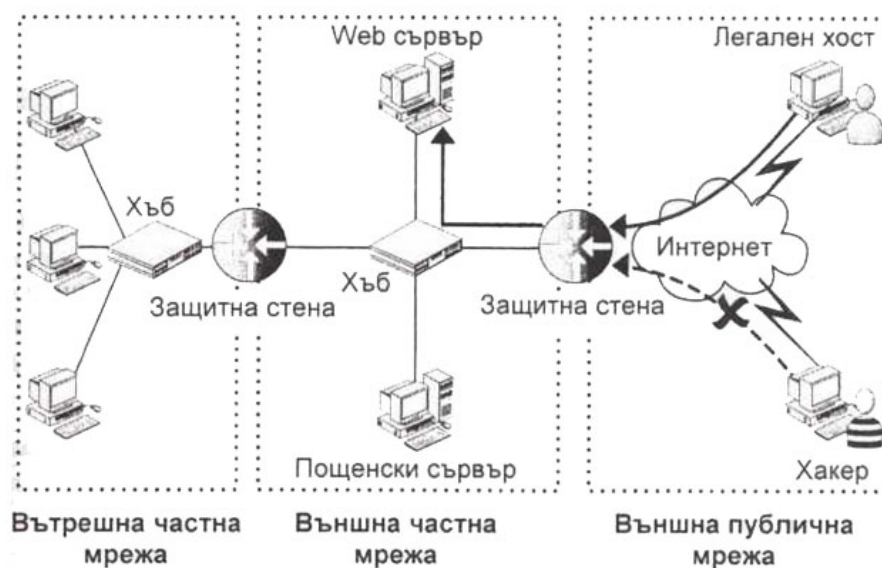 Web сървър
Легален хост
Хъб
Интернет
Хъб
Защитна стена
Защитна стена
Пощенски сървър
Хакер
Вътрешна частна
мрежа
Външна частна
мрежа
Външна публична
мрежа